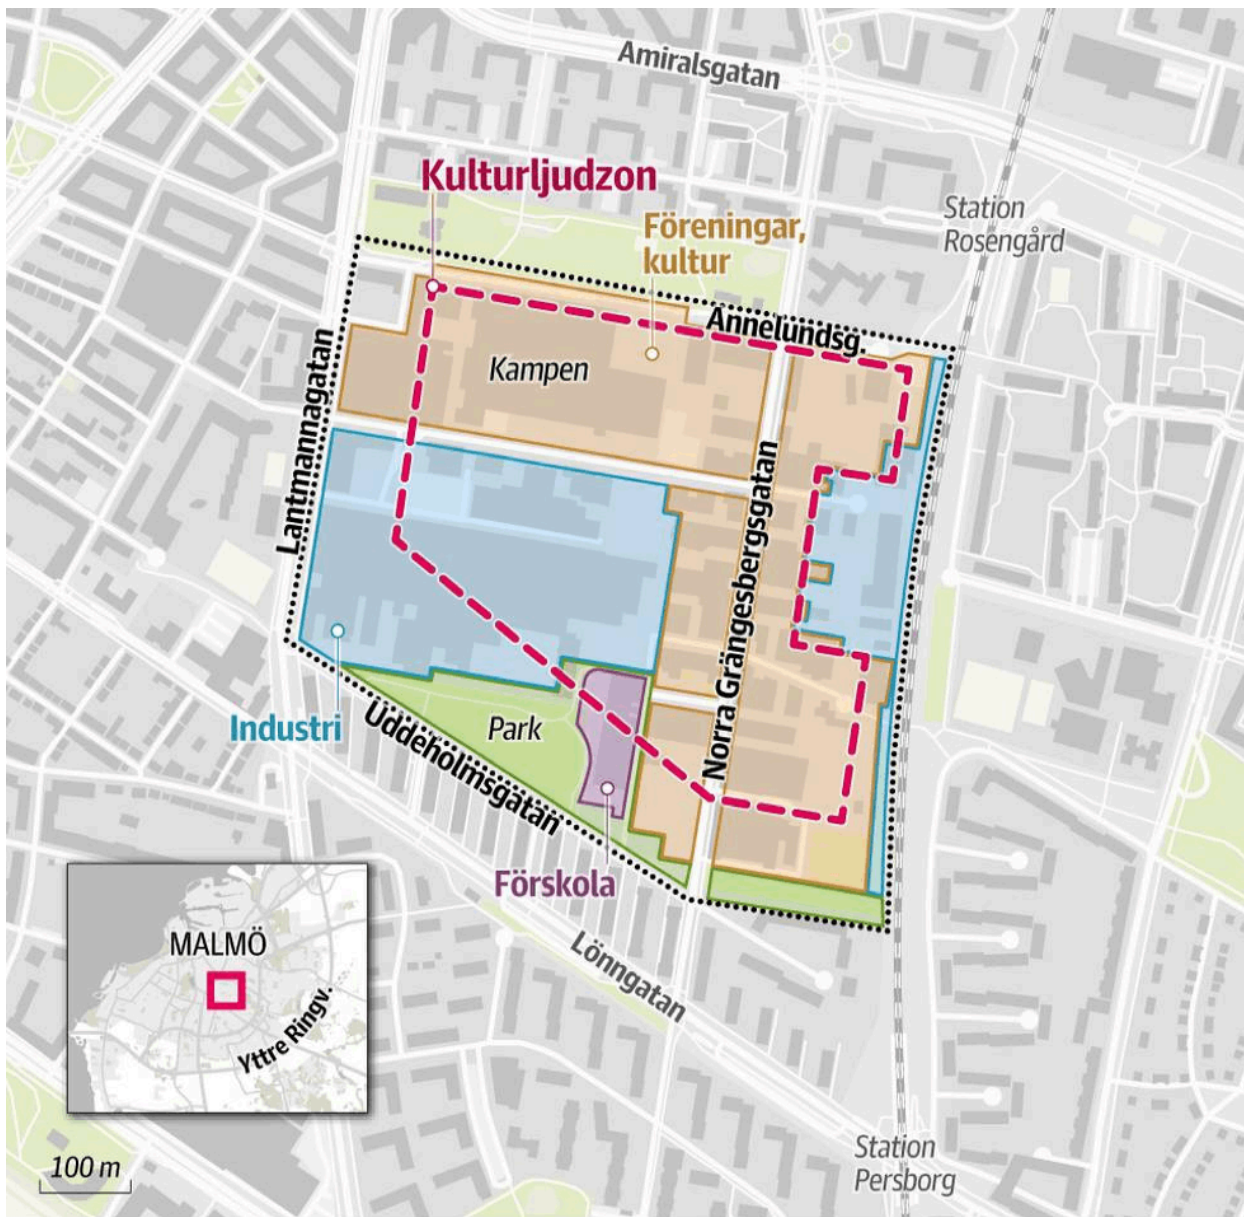 Amiralsgatan
Kulturljudzon
Station
Rosengård
Föreningar,
kultur
Annelundsg.
Kampen
Lantmannagatan
Norra Grängesbergsgatan
Industri
Park
Uddeholmsgatan
Förskola
Lönngatan
MALMÖ
Yttre Ringv.
Station
Persborg
100 m